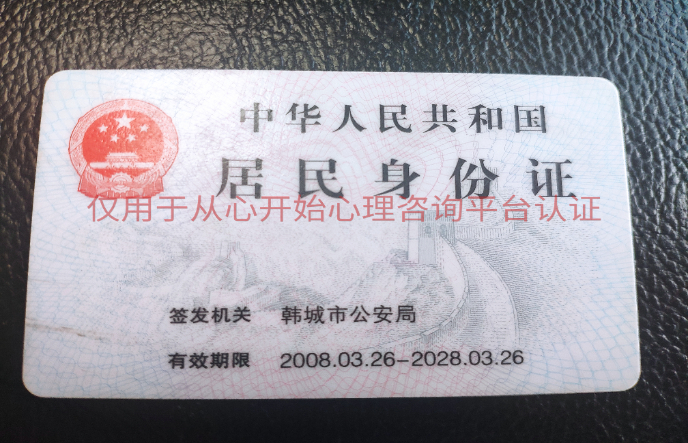 中华人民共和国
居民身份证
仅用于从心开始心理咨询平台认证
签发机关 韩城市公安局
有效期限 2008.03.26-2028.03.26